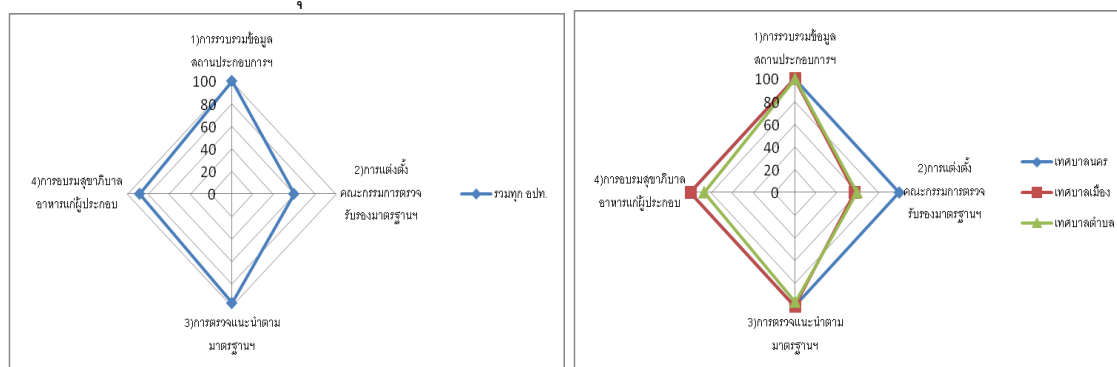 1)การรวบรวมข้อมูล
สถานประกอบการฯ
100
80
60
40
20
0
2)การแต่งตั้ง
คณะกรรมการตรวจ
รับรองมาตรฐานฯ
3)การตรวจแนะนำตาม
มาตรฐานฯ
4)การอบรมสุขาภิบาล
อาหารแก่ผู้ประกอบ
รวมทุก อปท.
1)การรวบรวมข้อมูล
สถานประกอบการฯ
100
80
60
40
20
0
2)การแต่งตั้ง
คณะกรรมการตรวจ
รับรองมาตรฐานฯ
3)การตรวจแนะนำตาม
มาตรฐานฯ
4)การอบรมสุขาภิบาล
อาหารแก่ผู้ประกอบ
เทศบาลนคร
เทศบาลเมือง
เทศบาลตำบล